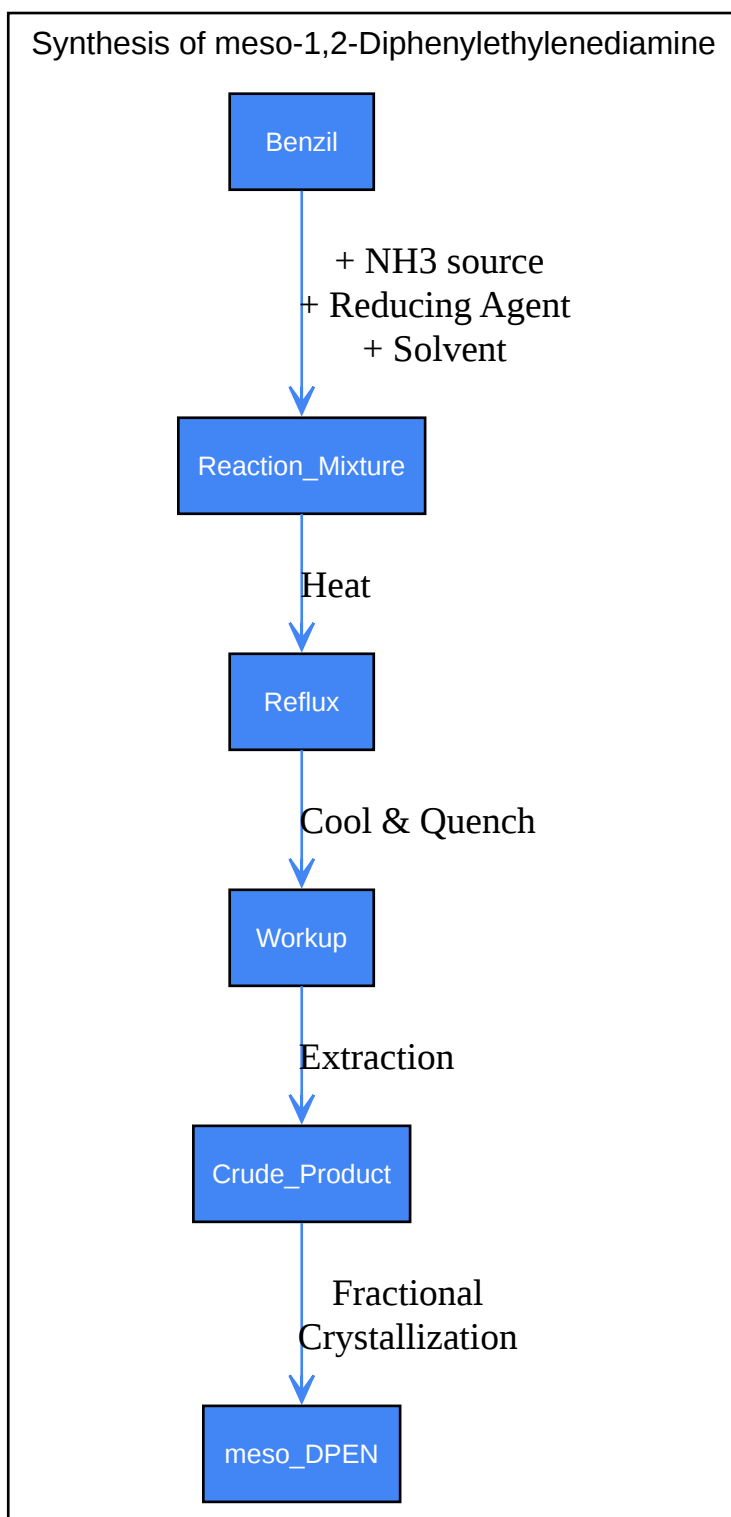 Synthesis of meso-1,2-Diphenylethylenediamine
Benzil
+ NH3 source
+ Reducing Agent
+ Solvent
Reaction_Mixture
Heat
Reflux
Cool & Quench
Workup
Extraction
Crude_Product
Fractional
Crystallization
meso_DPEN